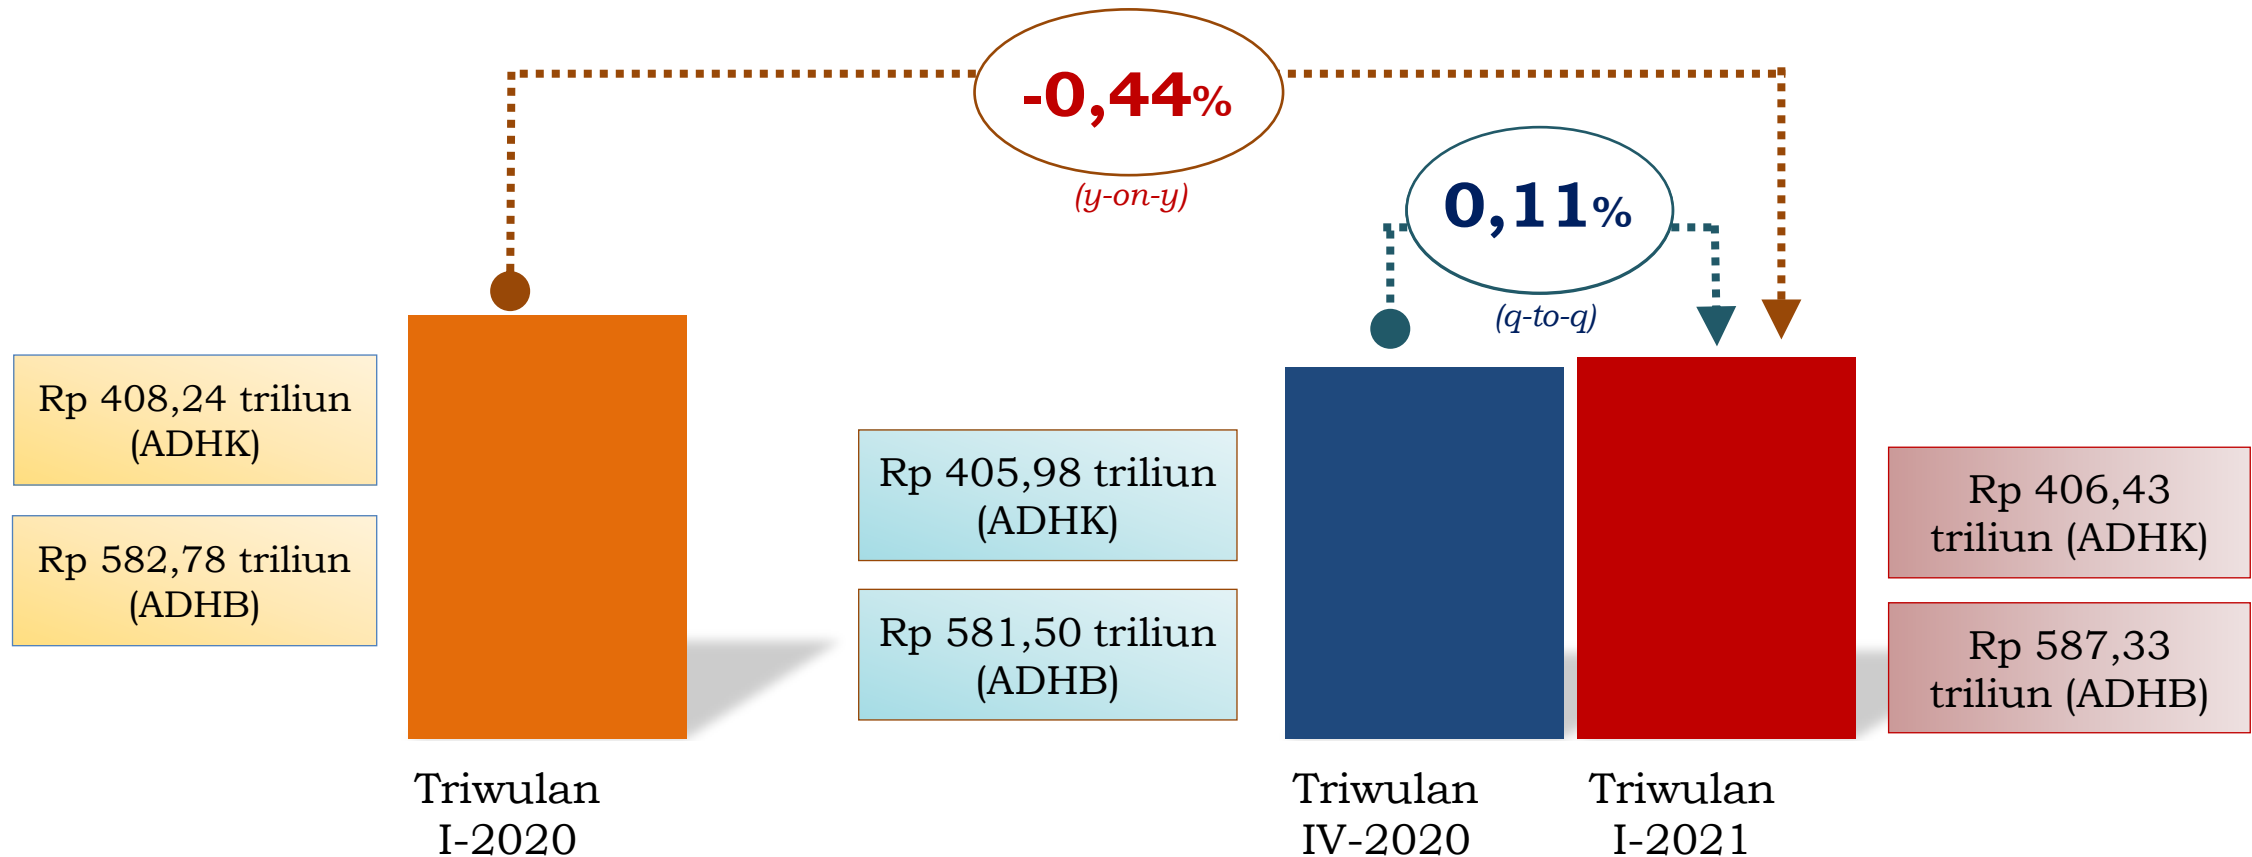 -0,44%
(y-on-y)
0,11%
(q-to-q)
Rp 408,24 triliun
(ADHK)
Rp 582,78 triliun
(ADHB)
Rp 405,98 triliun
(ADHK)
Rp 581,50 triliun
(ADHB)
Rp 406,43
triliun (ADHK)
Rp 587,33
triliun (ADHB)
Triwulan
I-2020
Triwulan
IV-2020
Triwulan
I-2021